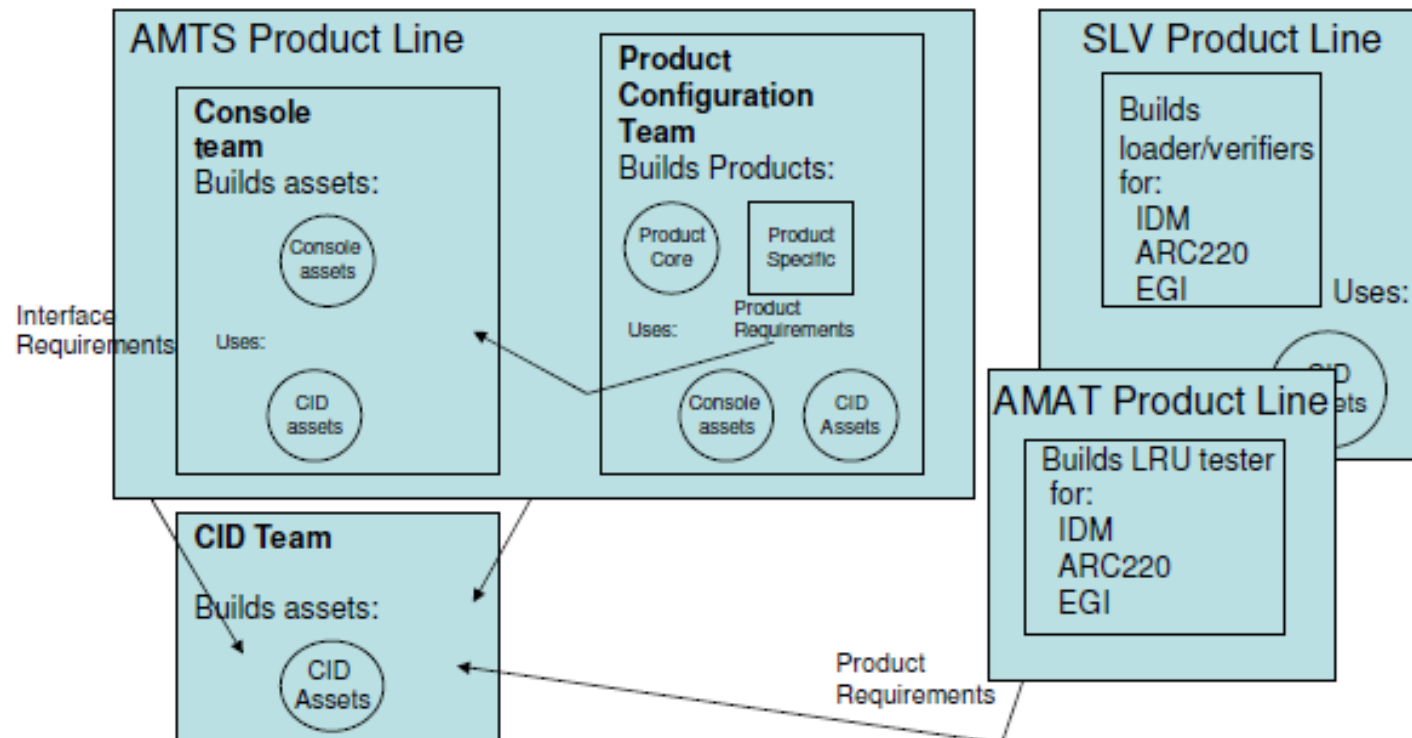 AMTS Product Line
Console
team
Builds assets:
Console
assets
Uses:
CID
assets
Interface
Requirements
Product
Configuration
Team
Builds Products:
Product
Core
Product
Specific
Uses:
Product
Requirements
Console
assets
CID
Assets
SLV Product Line
Builds
loader/verifiers
for:
IDM
ARC220
EGI
Uses:
CID
ets
AMAT Product Line
Builds LRU tester
for:
IDM
ARC220
EGI
CID Team
Builds assets:
CID
Assets
Product
Requirements